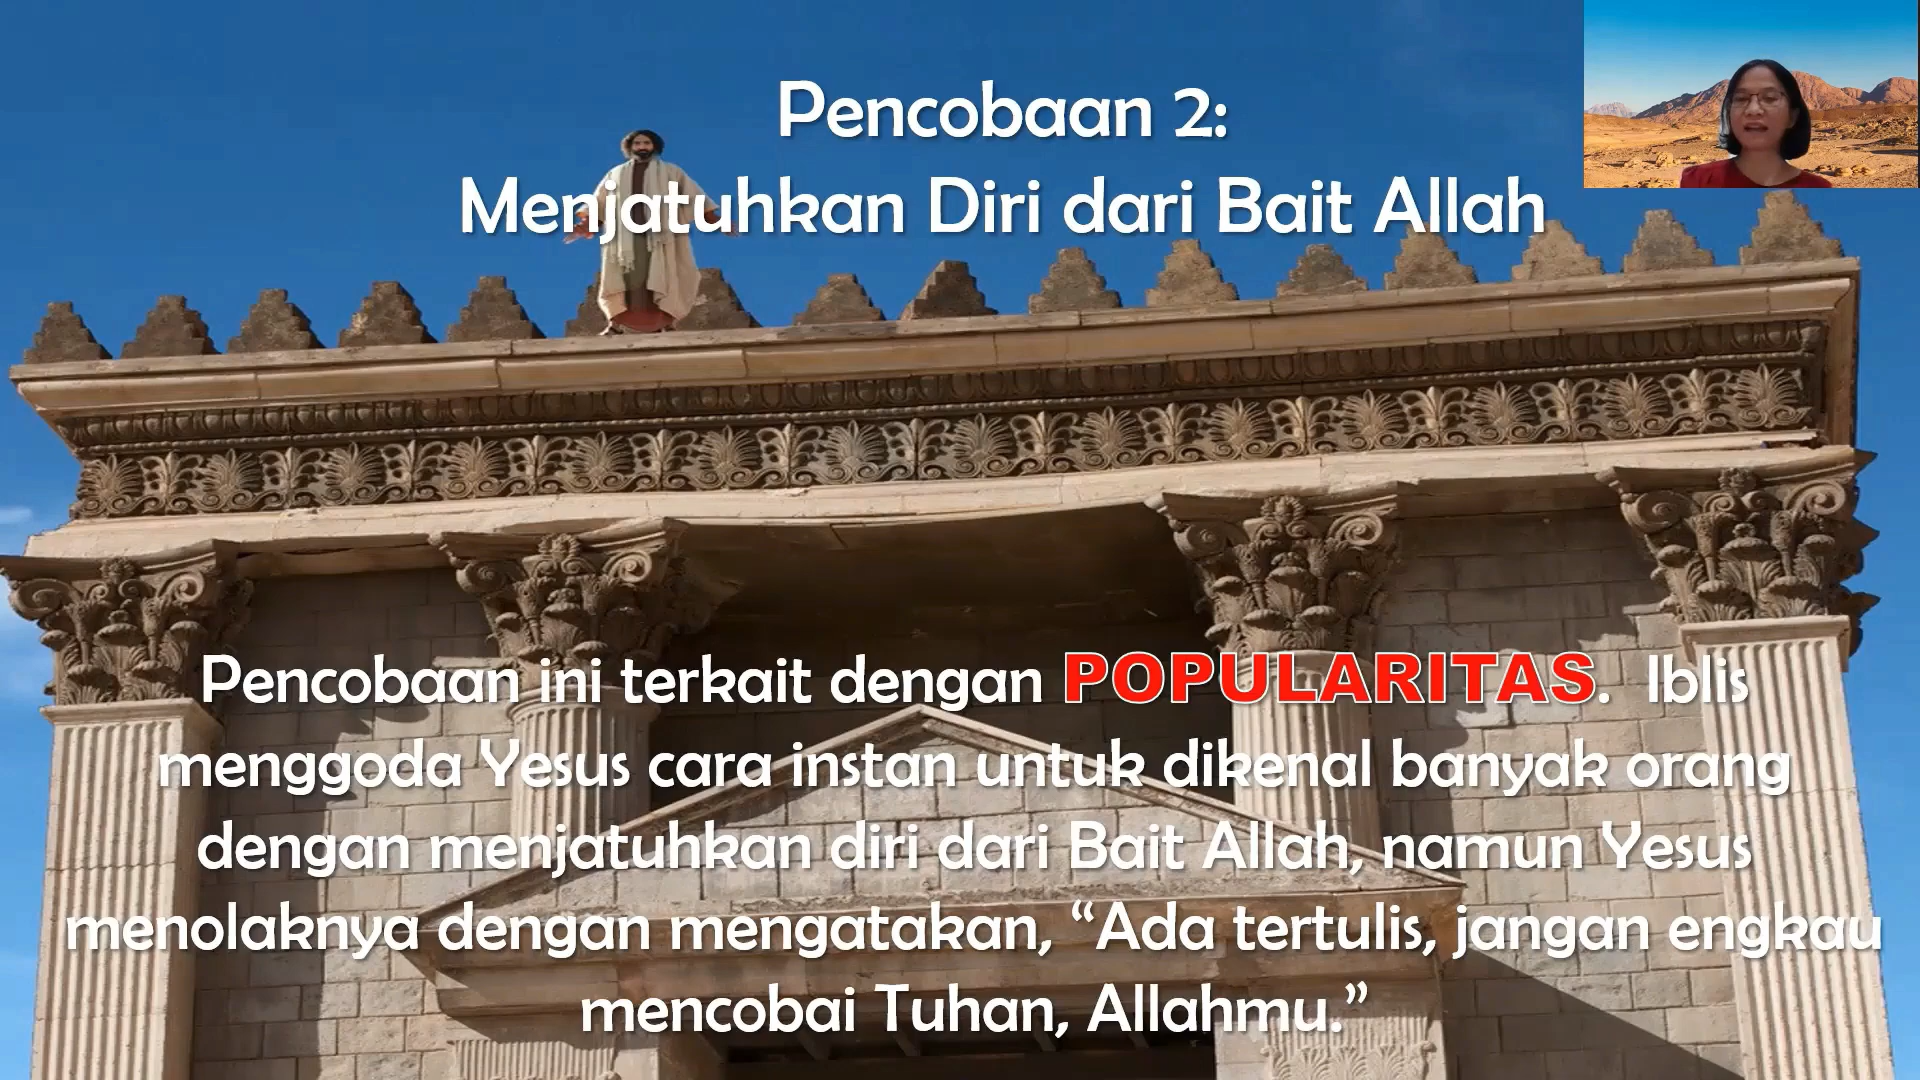 Pencobaan 2:
Menjatuhkan Diri dari Bait Allah
Pencobaan ini terkait dengan POPULARITAS. Iblis
menggoda Yesus cara instan untuk dikenal banyak orang
dengan menjatuhkan diri dari Bait Allah, namun Yesus
menolaknya dengan mengatakan, “Ada tertulis, jangan engkau
mencobai Tuhan, Allahmu.”